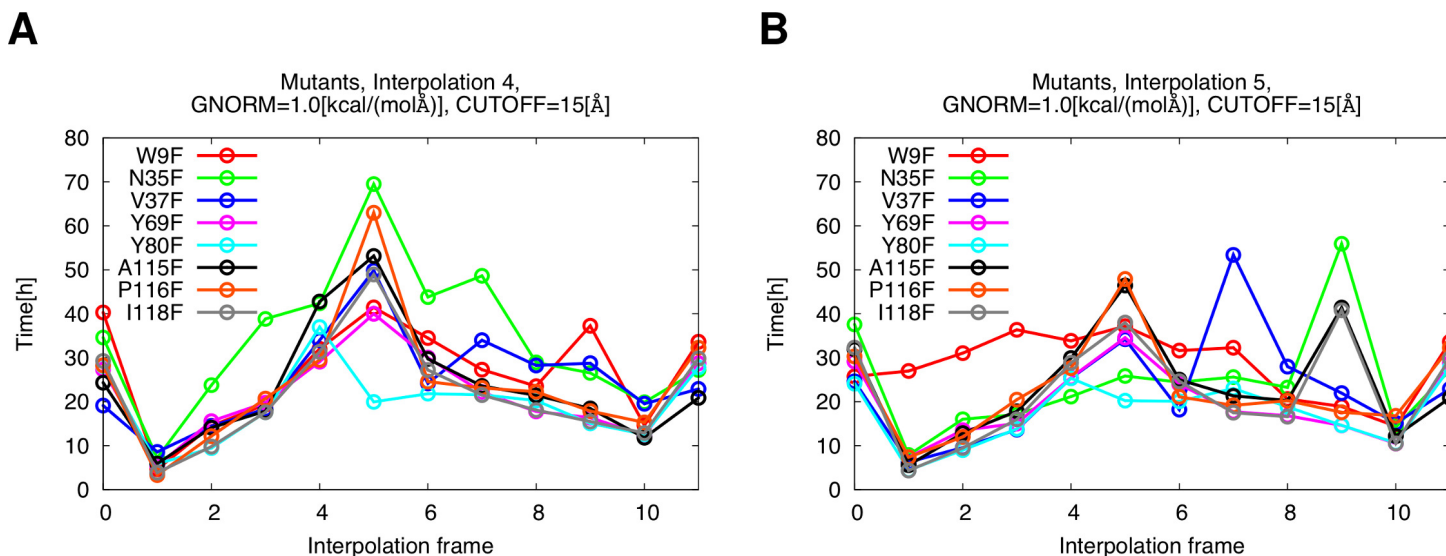 A
Mutants, Interpolation 4,
GNORM=1.0[kcal/(molÅ)], CUTOFF=15[Å]
80
70
60
50
40
30
20
10
0
Time[h]
W9F
N35F
V37F
Y69F
Y80F
A115F
P116F
I118F
0 2 4 6 8 10
Interpolation frame
B
Mutants, Interpolation 5,
GNORM=1.0[kcal/(molÅ)], CUTOFF=15[Å]
80
70
60
50
40
30
20
10
0
Time[h]
W9F
N35F
V37F
Y69F
Y80F
A115F
P116F
I118F
0 2 4 6 8 10
Interpolation frame